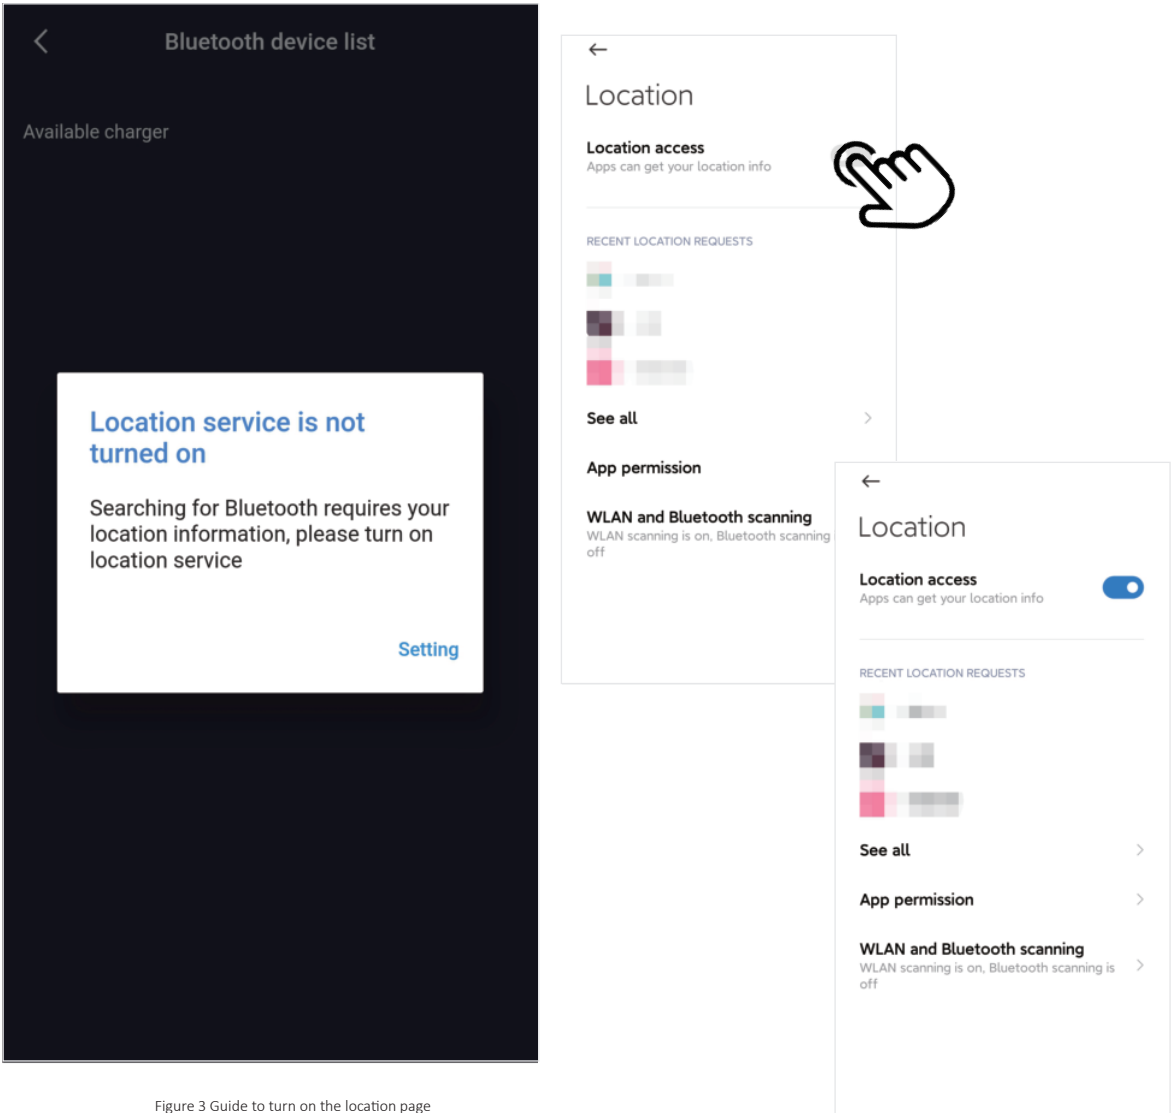 Bluetooth device list
Available charger
Location service is not
turned on
Searching for Bluetooth requires your
location information, please turn on
location service
Setting
Location
Location access
Apps can get your location info
RECENT LOCATION REQUESTS
See all
App permission
WLAN and Bluetooth scanning
WLAN scanning is on, Bluetooth scanning
off
Location
Location access
Apps can get your location info
RECENT LOCATION REQUESTS
See all
App permission
WLAN and Bluetooth scanning
WLAN scanning is on, Bluetooth scanning is
off
Figure 3 Guide to turn on the location page